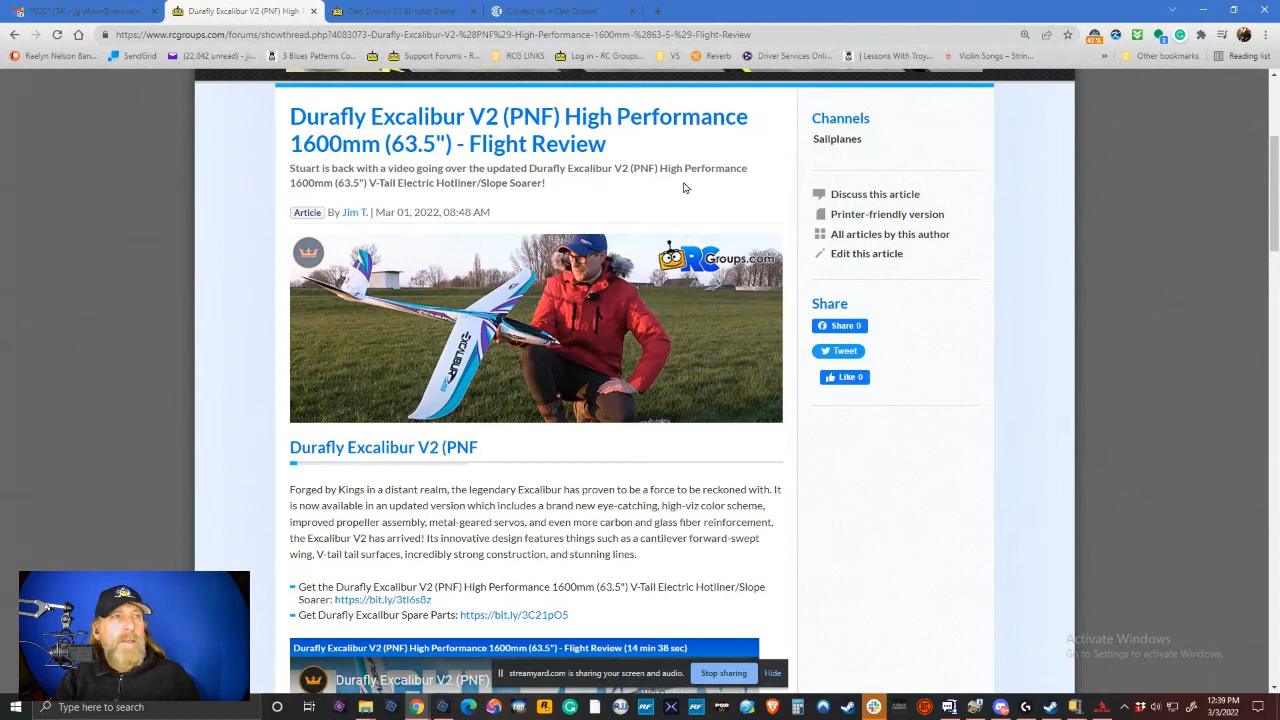 Durafly Excalibur V2 (PNF) H
Contact Us – Cleo Drones
https://www.rcgroups.com/forums/showthread.php?4083073-Durafly-Excalibur-V2-%28PNF%29-High-Performance-1600mm-%2863-5-%29-Flight-Review
Raelyn Nelson Ban...
SendGrid
(22,042 unread) - ji...
3 Blues Patterns Co...
Support Forums - R...
RCG LINKS
Log in - RC Groups...
VS
Reverb
Driver Services Onl...
| Lessons With Troy...
Violin Songs – Strin...
»
Other bookmarks
Reading list
Durafly Excalibur V2 (PNF) High Performance
1600mm (63.5") - Flight Review
Stuart is back with a video going over the updated Durafly Excalibur V2 (PNF) High Performance
1600mm (63.5") V-Tail Electric Hotliner/Slope Soarer!
Article By Jim T. | Mar 01, 2022, 08:48 AM
RCGroups.com
EXCALIBUR
Durafly Excalibur V2 (PNF
Forged by Kings in a distant realm, the legendary Excalibur has proven to be a force to be reckoned with. It
is now available in an updated version which includes a brand new eye-catching, high-viz color scheme,
improved propeller assembly, metal-geared servos, and even more carbon and glass fiber reinforcement,
the Excalibur V2 has arrived! Its innovative design features things such as a cantilever forward-swept
wing, V-tail tail surfaces, incredibly strong construction, and stunning lines.
Get the Durafly Excalibur V2 (PNF) High Performance 1600mm (63.5") V-Tail Electric Hotliner/Slope
Soarer: https://bit.ly/3tI6s8z
Get Durafly Excalibur Spare Parts: https://bit.ly/3C21pO5
Durafly Excalibur V2 (PNF) High Performance 1600mm (63.5") - Flight Review (14 min 38 sec)
Durafly Excalibur V2 (PNF)
Channels
Sailplanes
Discuss this article
Printer-friendly version
All articles by this author
Edit this article
Share
Share 0
Tweet
Like 0
Activate Windows
Go to Settings to activate Windows.
streamyard.com is sharing your screen and audio.
Stop sharing
Hide
Type here to search
12:39 PM
3/3/2022